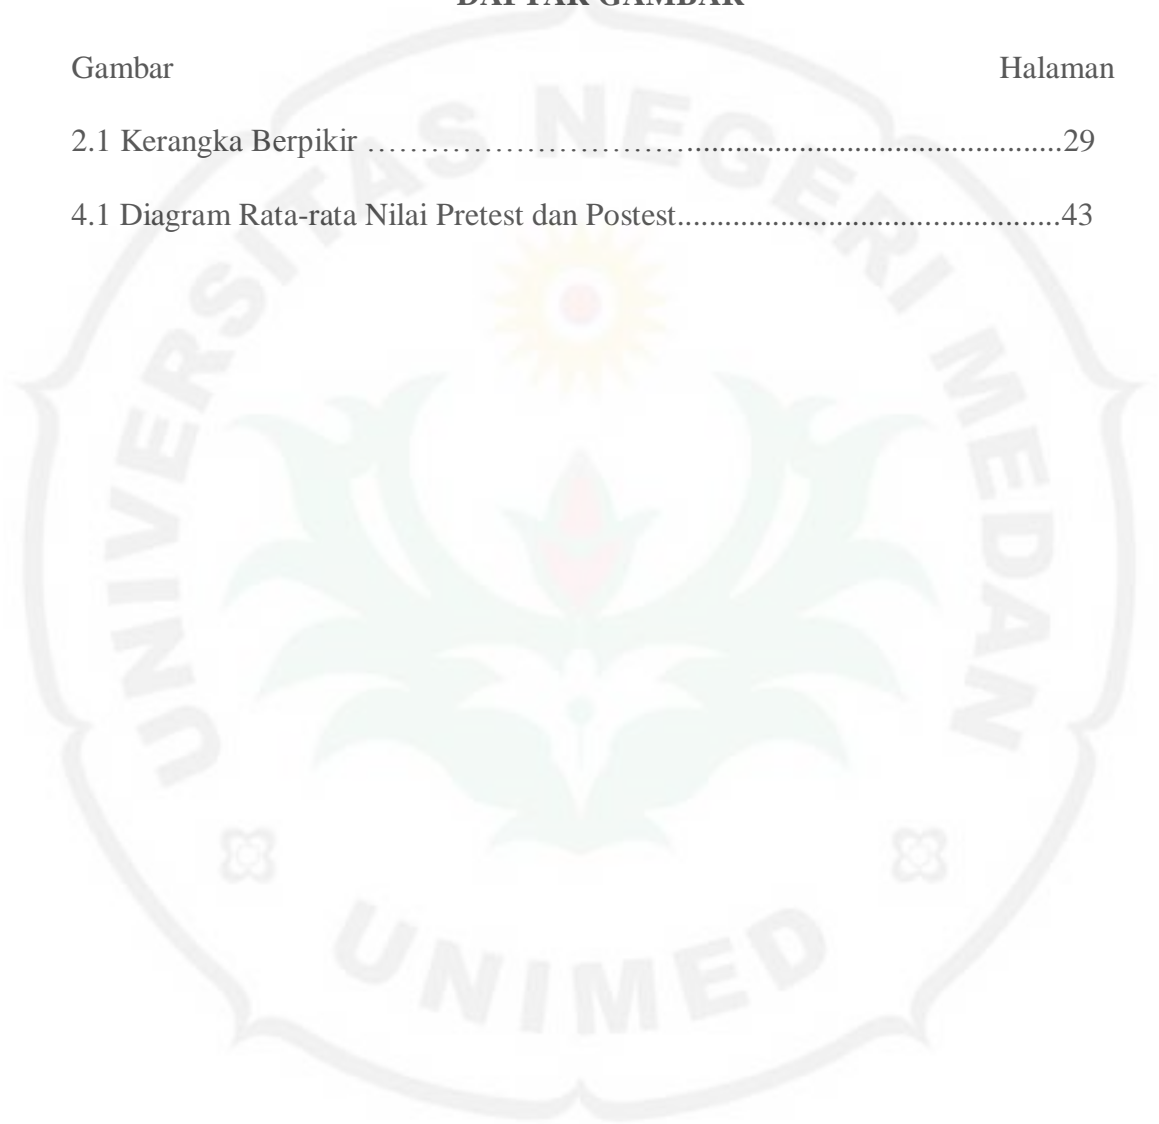 DAFTAR GAMBAR
Gambar Halaman
2.1 Kerangka Berpikir ……………………………..............................................29
4.1 Diagram Rata-rata Nilai Pretest dan Postest................................................43
UNIVERSITAS NEGERI MEDAN
UNIMED